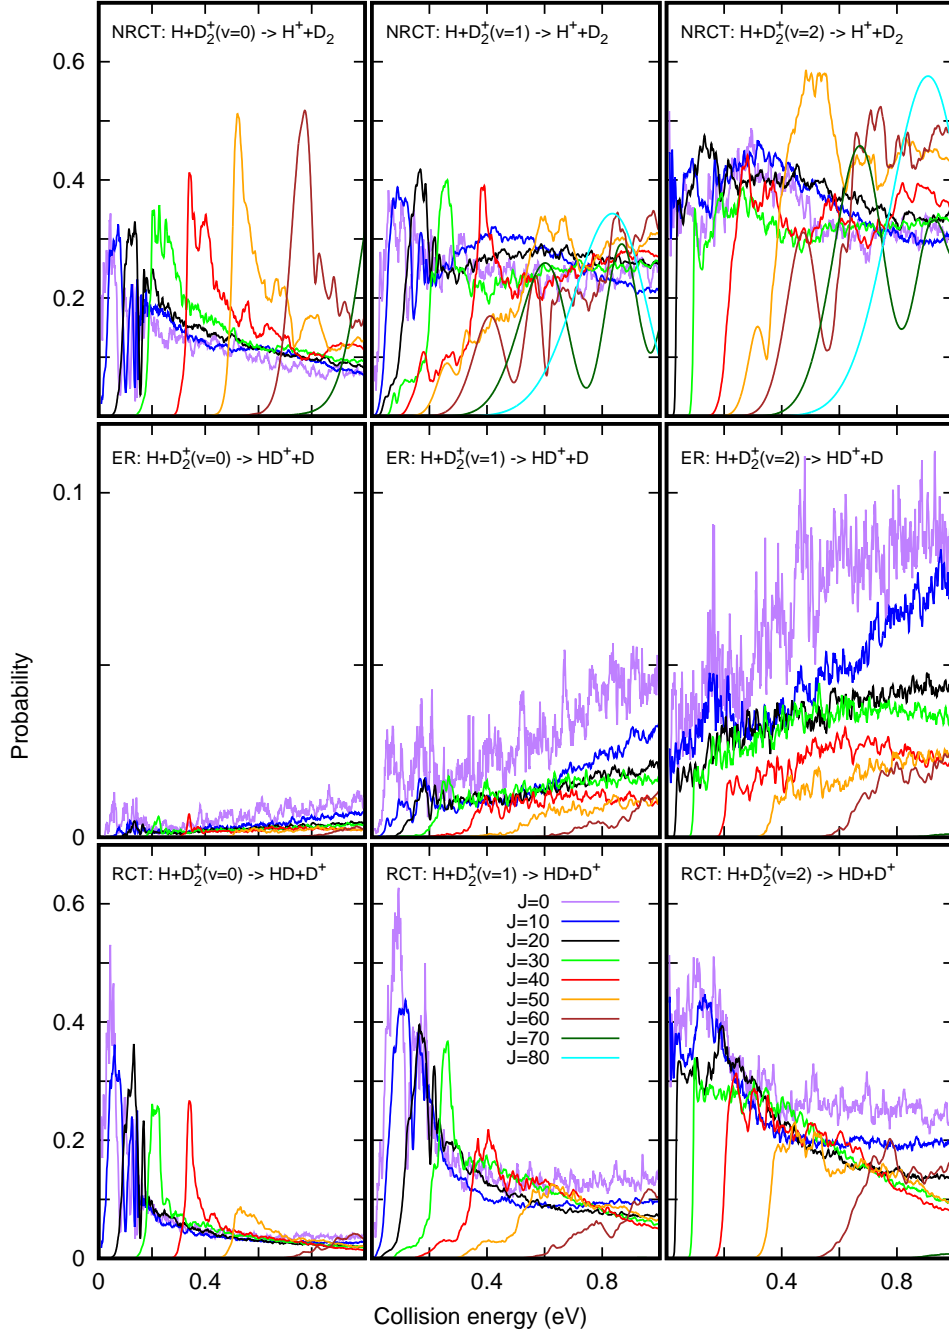 NRCT: H+D₂⁺(v=0) -> H⁺+D₂
NRCT: H+D₂⁺(v=1) -> H⁺+D₂
NRCT: H+D₂⁺(v=2) -> H⁺+D₂
0.6
0.4
0.2
ER: H+D₂⁺(v=0) -> HD⁺+D
ER: H+D₂⁺(v=1) -> HD⁺+D
ER: H+D₂⁺(v=2) -> HD⁺+D
0.1
Probability
0
RCT: H+D₂⁺(v=0) -> HD+D⁺
RCT: H+D₂⁺(v=1) -> HD+D⁺
RCT: H+D₂⁺(v=2) -> HD+D⁺
0.6
J=0
J=10
J=20
J=30
J=40
J=50
J=60
J=70
J=80
0.4
0.2
0
0 0.4 0.8
0.4 0.8
0.4 0.8
Collision energy (eV)